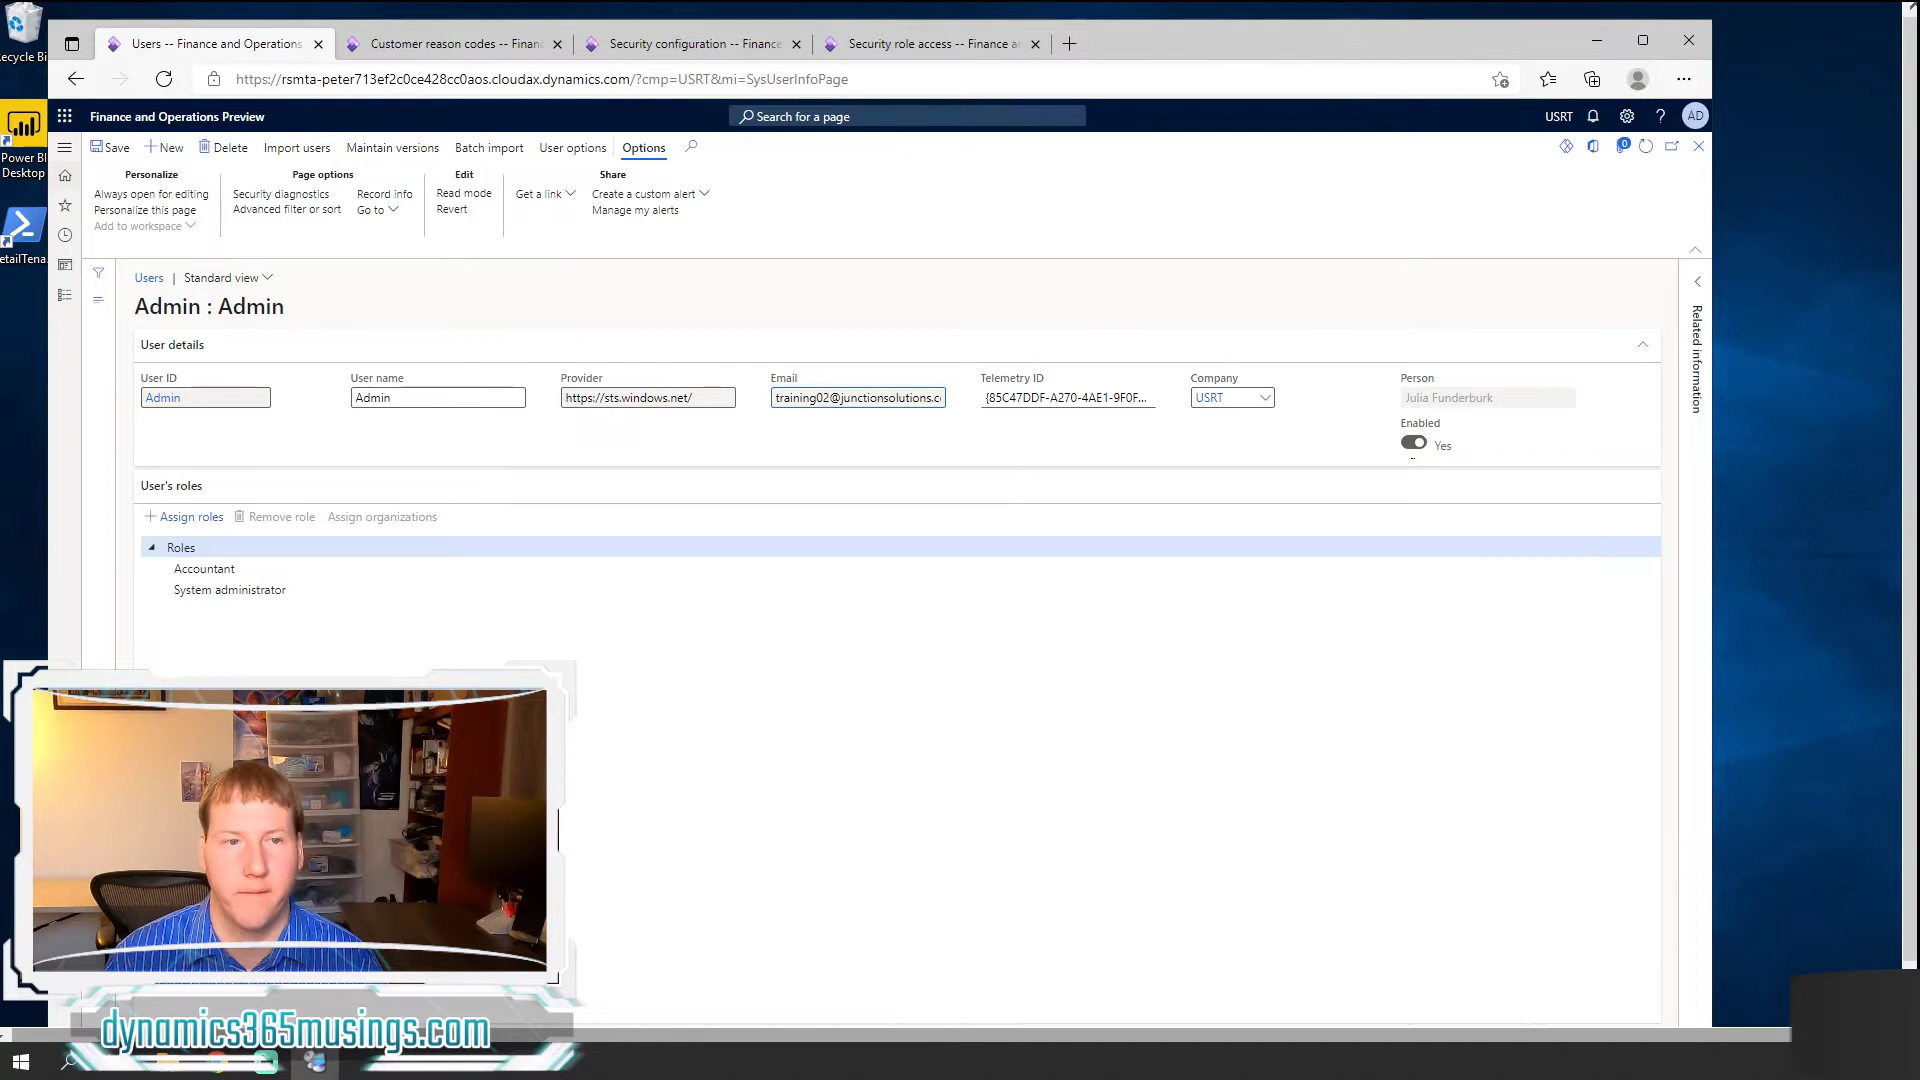 Recycle Bi
Power BI
Desktop
etailTena.
Users -- Finance and Operations
Customer reason codes -- Finan
Security configuration -- Finance
Security role access -- Finance a
https://rsmta-peter713ef2c0ce428cc0aos.cloudax.dynamics.com/?cmp=USRT&mi=SysUserInfoPage
Finance and Operations Preview
Search for a page
USRT
?
AD
Save
New
Delete
Import users
Maintain versions
Batch import
User options
Options
0
Personalize
Always open for editing
Personalize this page
Add to workspace
Page options
Security diagnostics
Advanced filter or sort
Record info
Go to
Edit
Read mode
Revert
Get a link
Share
Create a custom alert
Manage my alerts
Users | Standard view
Admin : Admin
Related information
User details
User ID
Admin
User name
Admin
Provider
https://sts.windows.net/
Email
training02@junctionsolutions.c
Telemetry ID
{85C47DDF-A270-4AE1-9F0F...
Company
USRT
Person
Julia Funderburk
Enabled
Yes
User's roles
Assign roles
Remove role
Assign organizations
Roles
Accountant
System administrator
dynamics365musings.com